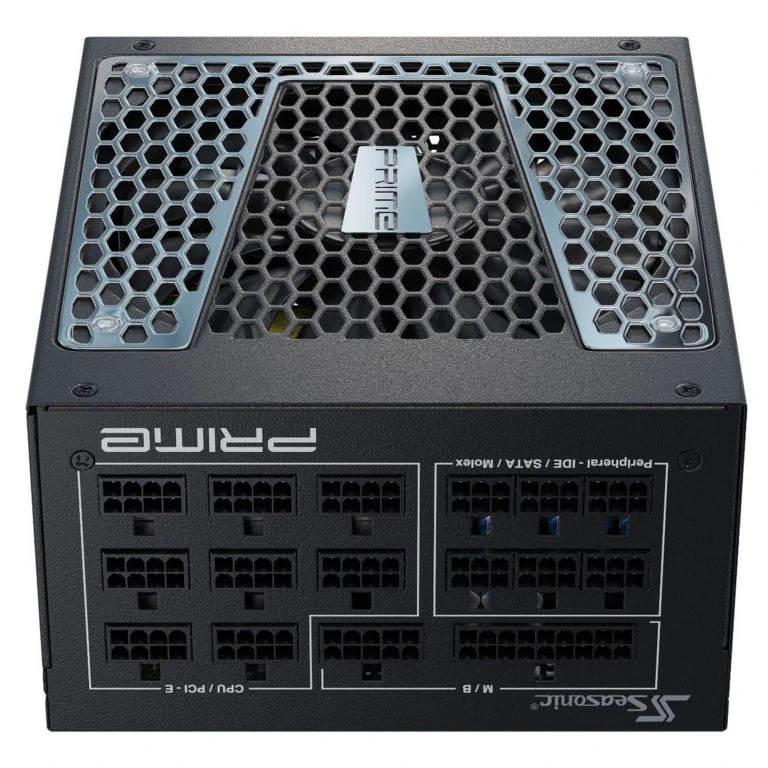 PRIME
PRIME
Peripheral - IDE / SATA / Molex
CPU / PCI - E
M / B
Seasonic®